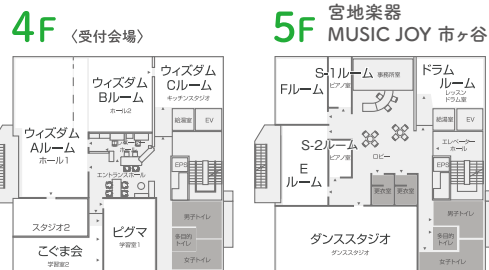 4F 〈受付会場〉
ウィズダム
Aルーム
ホール1
ウィズダム
Bルーム
ホール2
ウィズダム
Cルーム
キッチンスタジオ
給湯室
EV
エントランスホール
EPS
スタジオ2
こぐま会
学習室2
ピグマ
学習室1
男子トイレ
多目的
トイレ
女子トイレ
5F 宮地楽器
MUSIC JOY 市ヶ谷
Fルーム
S-1ルーム
ピアノ室
事務所室
ドラム
ルーム
レッスン
ドラム室
給湯室
EV
S-2ルーム
ピアノ室
ロビー
エレベーター
ホール
E
ルーム
EPS
更衣室
更衣室
ダンススタジオ
ダンススタジオ
男子トイレ
多目的
トイレ
女子トイレ